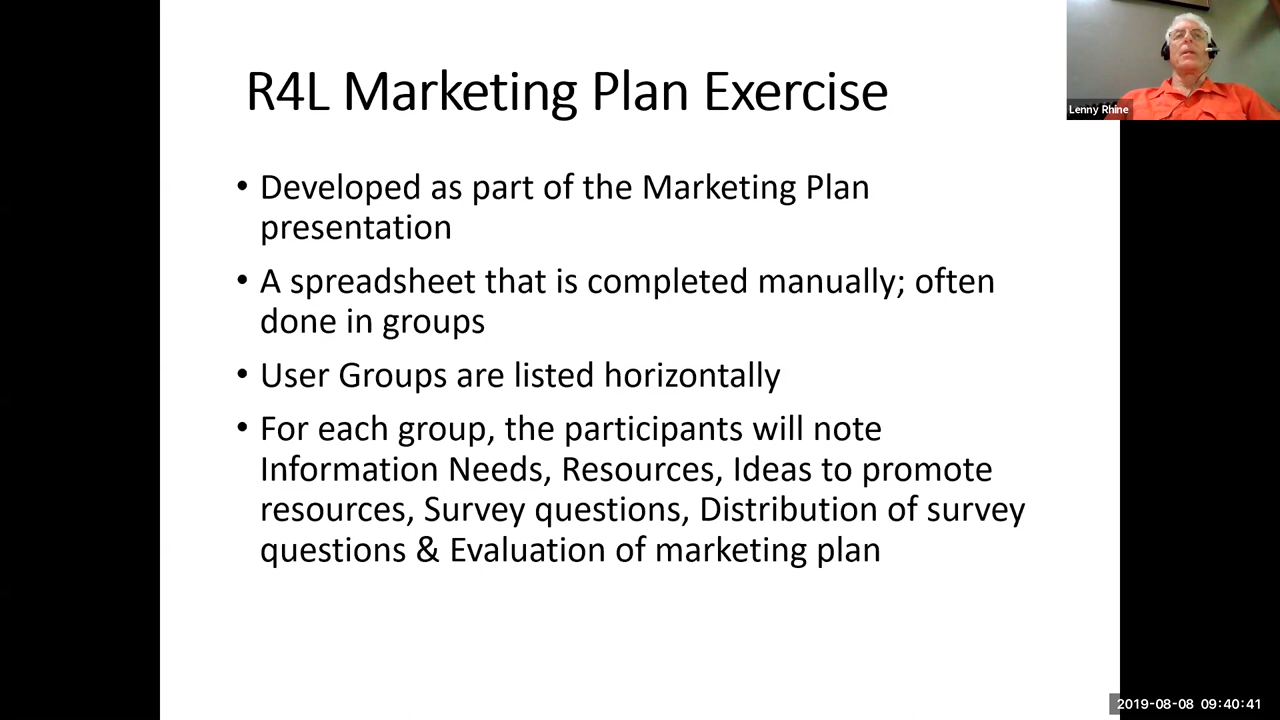 R4L Marketing Plan Exercise
Lenny Rhine
• Developed as part of the Marketing Plan
presentation
• A spreadsheet that is completed manually; often
done in groups
• User Groups are listed horizontally
• For each group, the participants will note
Information Needs, Resources, Ideas to promote
resources, Survey questions, Distribution of survey
questions & Evaluation of marketing plan
2019-08-08 09:40:41